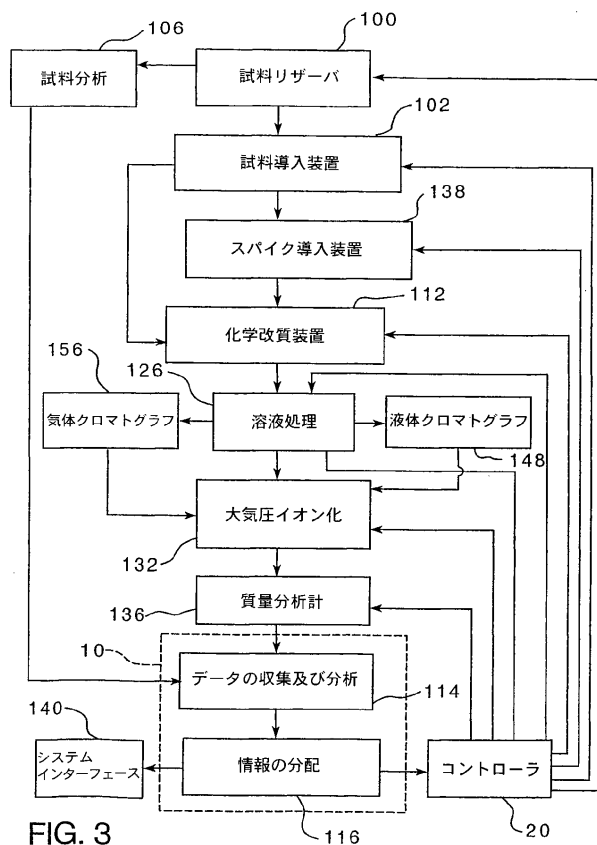 106
100
試料分析
試料リザーバ
102
試料導入装置
138
スパイク導入装置
112
化学改質装置
156
126
気体クロマトグラフ
溶液処理
液体クロマトグラフ
148
大気圧イオン化
132
質量分析計
136
10
データの収集及び分析
114
140
システム
インターフェース
情報の分配
コントローラ
116
20
FIG. 3